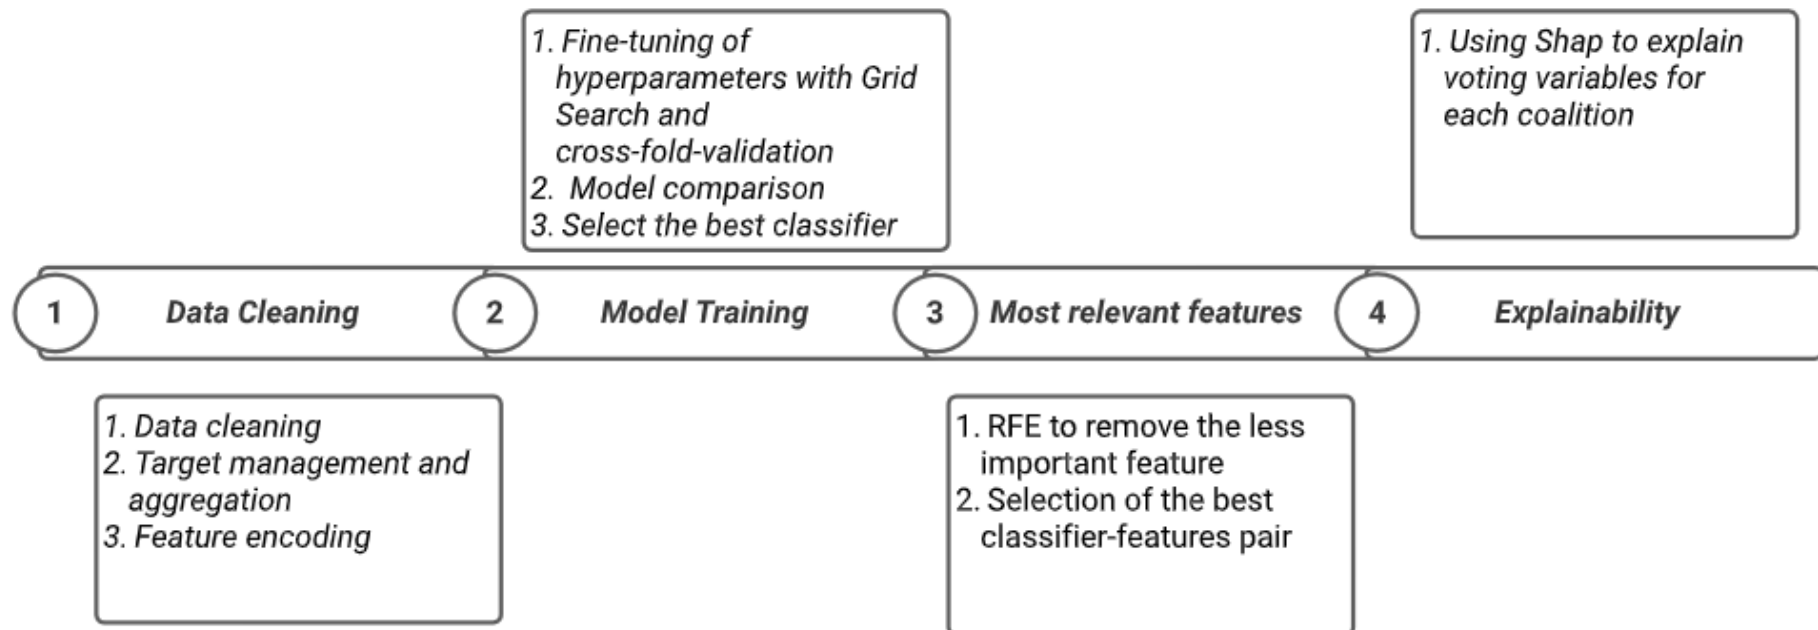 1. Fine-tuning of
hyperparameters with Grid
Search and
cross-fold-validation
2. Model comparison
3. Select the best classifier
1. Using Shap to explain
voting variables for
each coalition
1 Data Cleaning
2 Model Training
3 Most relevant features
4 Explainability
1. Data cleaning
2. Target management and
aggregation
3. Feature encoding
1. RFE to remove the less
important feature
2. Selection of the best
classifier-features pair